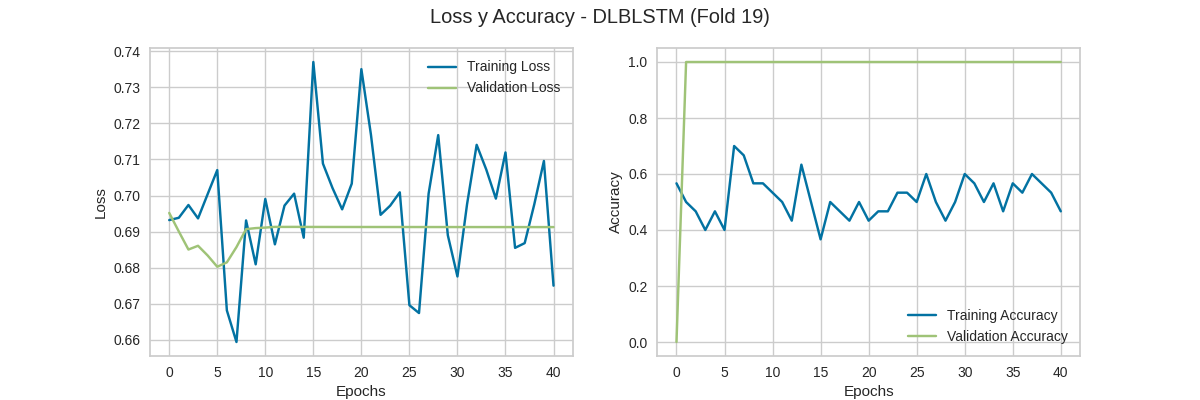 Loss y Accuracy - DLBLSTM (Fold 19)
0.74
0.73
0.72
0.71
0.70
0.69
0.68
0.67
0.66
Loss
Training Loss
Validation Loss
0 5 10 15 20 25 30 35 40
Epochs
1.0
0.8
0.6
0.4
0.2
0.0
Accuracy
Training Accuracy
Validation Accuracy
0 5 10 15 20 25 30 35 40
Epochs